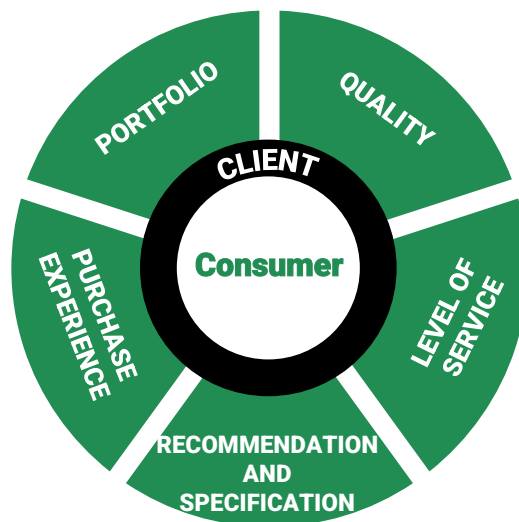 PORTFOLIO
QUALITY
CLIENT
Consumer
PURCHASE
EXPERIENCE
LEVEL OF
SERVICE
RECOMMENDATION
AND
SPECIFICATION